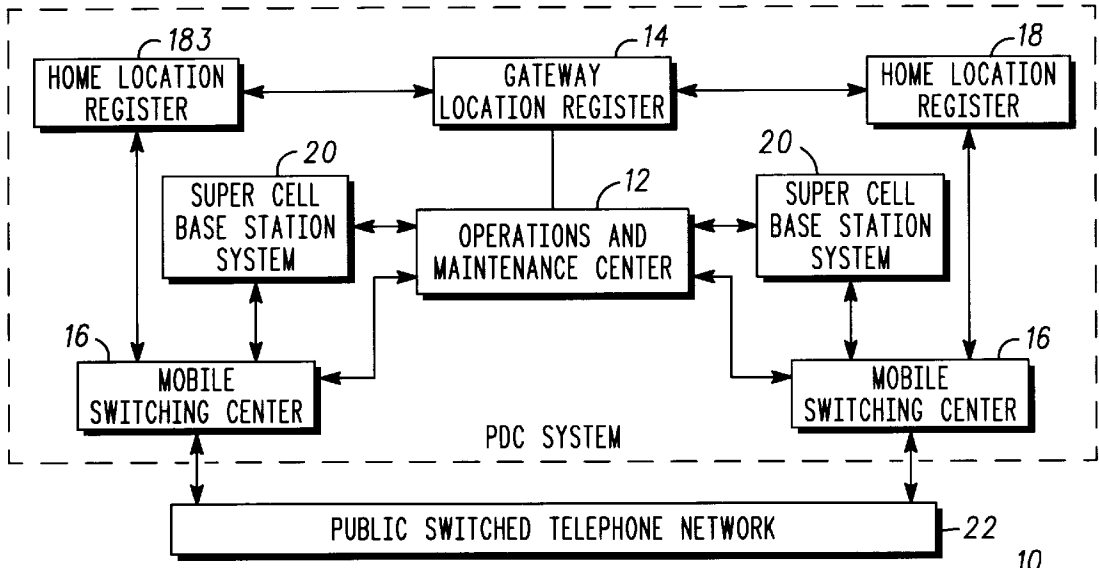 183
HOME LOCATION
REGISTER
14
GATEWAY
LOCATION REGISTER
18
HOME LOCATION
REGISTER
20
SUPER CELL
BASE STATION
SYSTEM
12
OPERATIONS AND
MAINTENANCE CENTER
20
SUPER CELL
BASE STATION
SYSTEM
16
MOBILE
SWITCHING CENTER
16
MOBILE
SWITCHING CENTER
PDC SYSTEM
PUBLIC SWITCHED TELEPHONE NETWORK
22
10